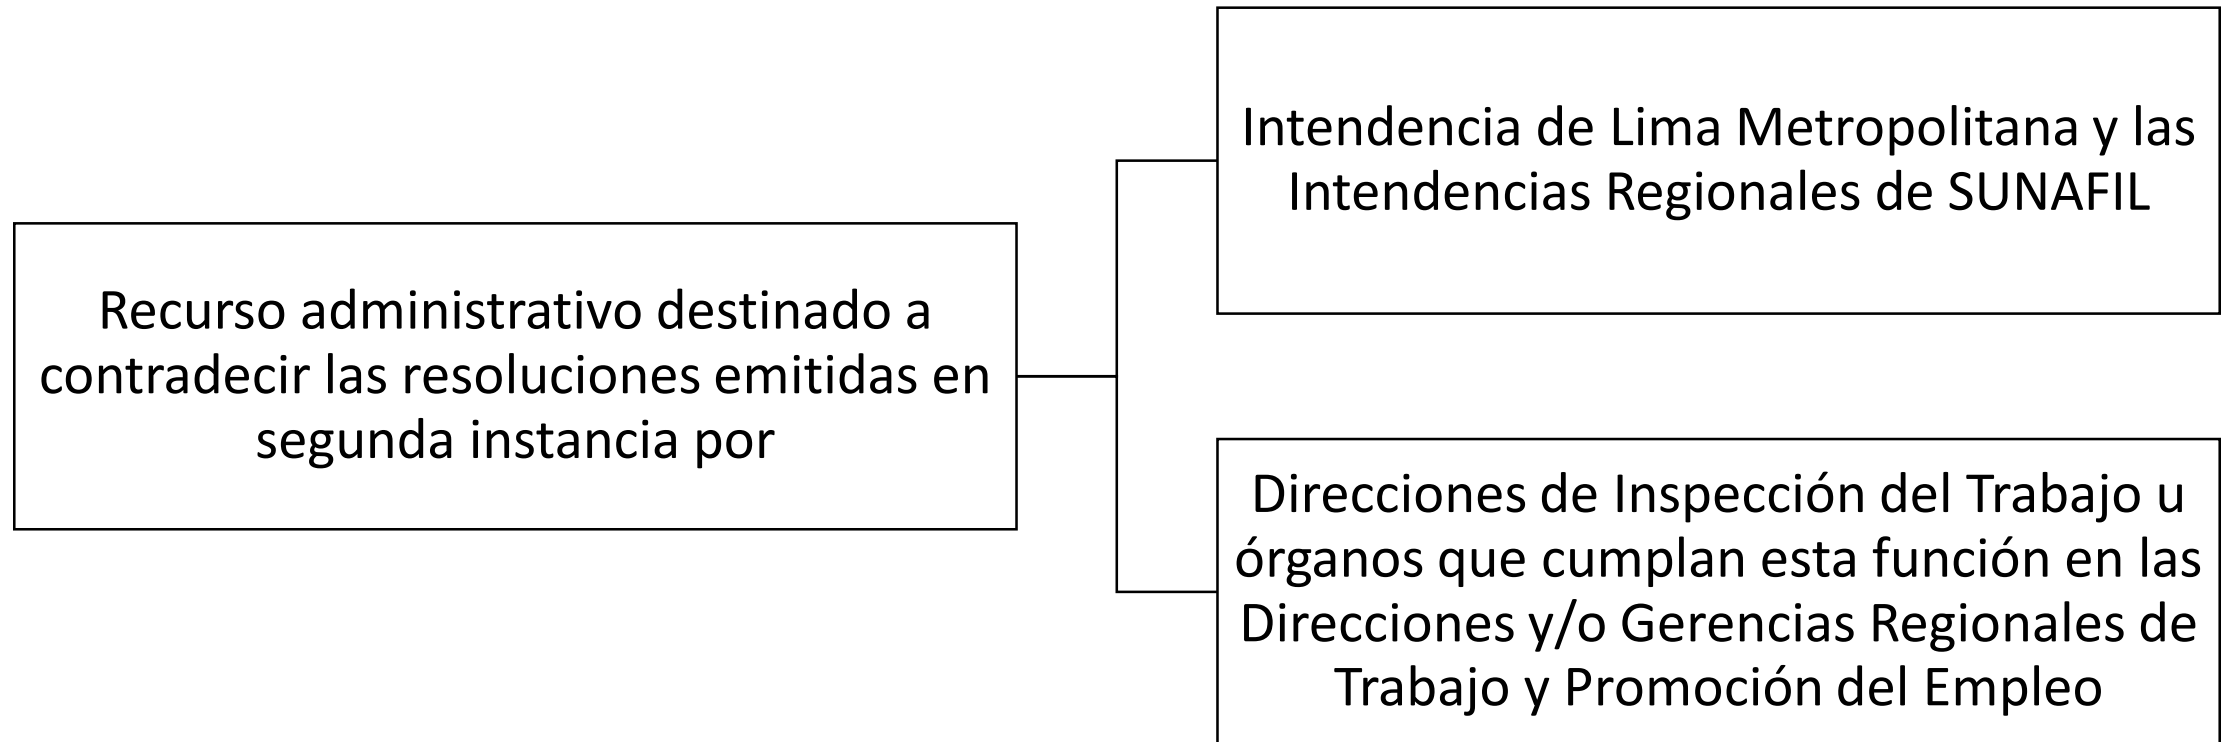 Recurso administrativo destinado a
contradecir las resoluciones emitidas en
segunda instancia por
Intendencia de Lima Metropolitana y las
Intendencias Regionales de SUNAFIL
Direcciones de Inspección del Trabajo u
órganos que cumplan esta función en las
Direcciones y/o Gerencias Regionales de
Trabajo y Promoción del Empleo